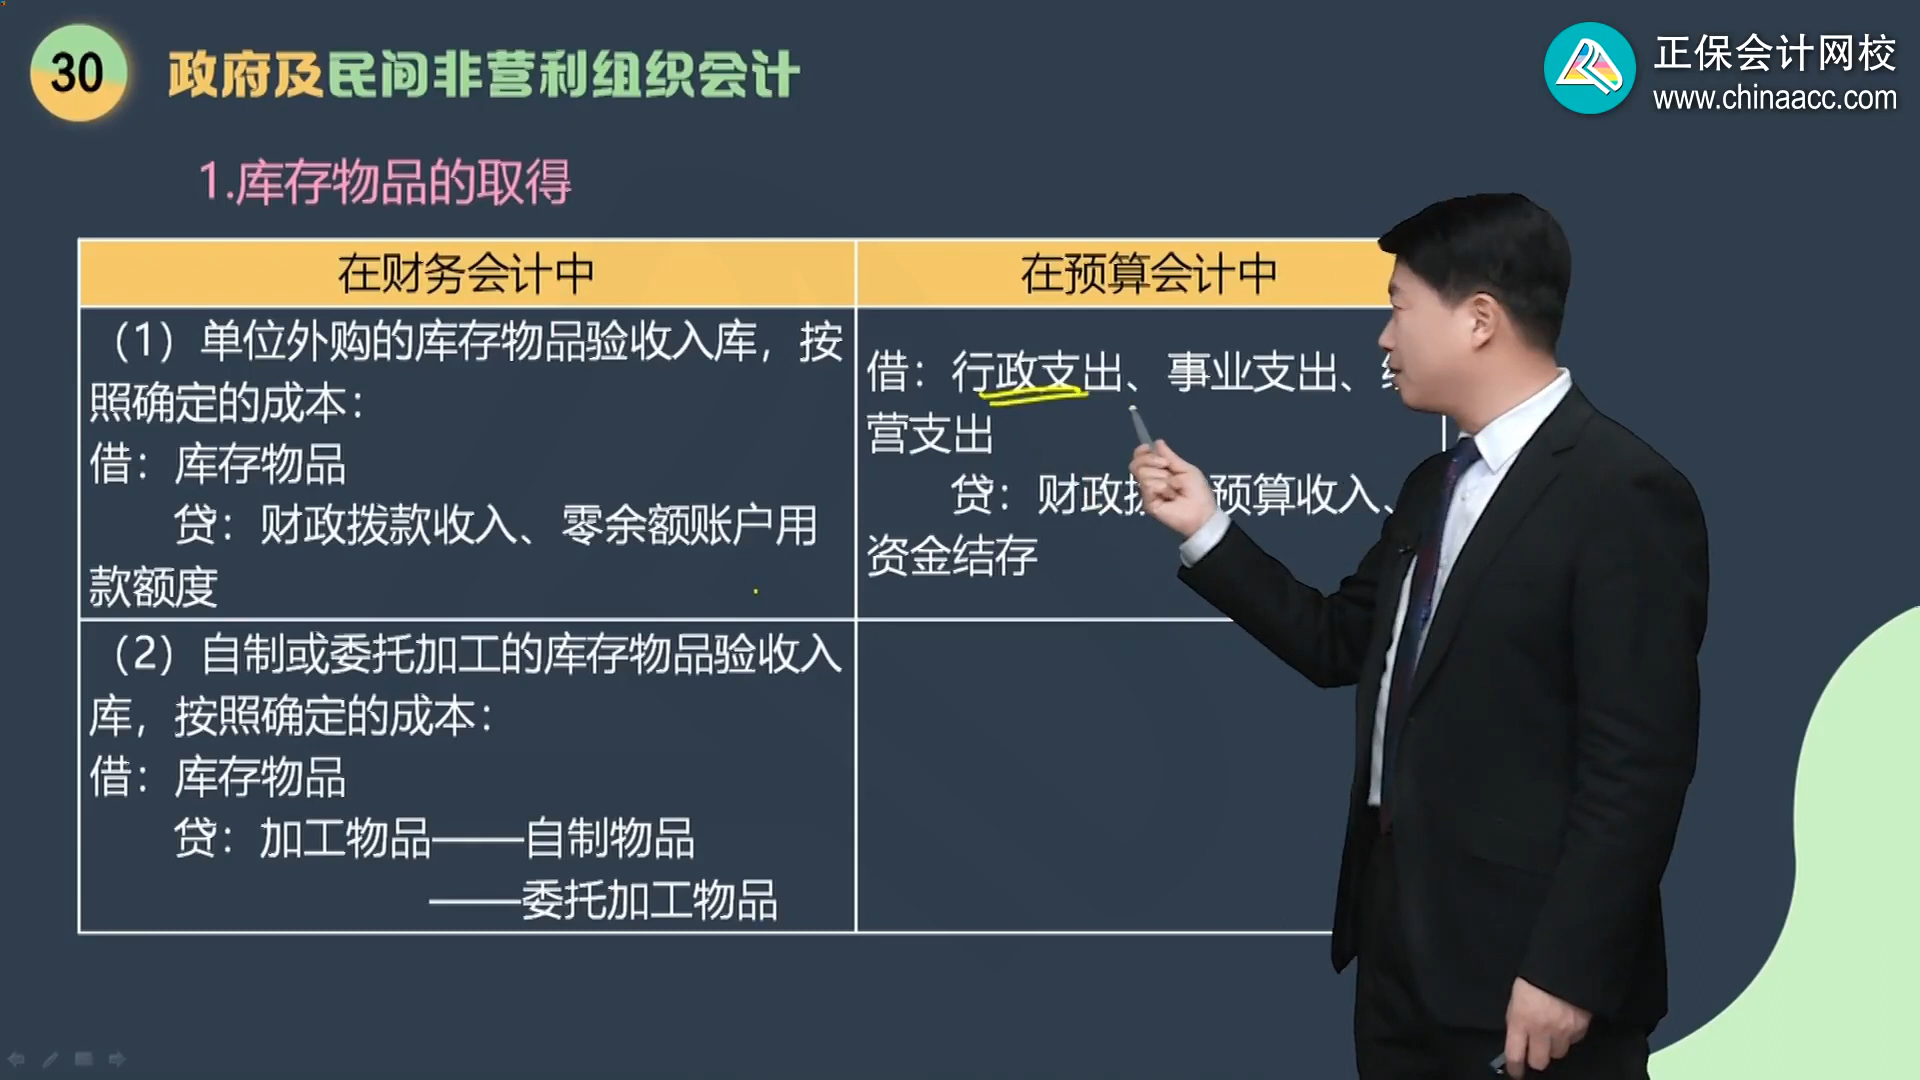 30
政府及民间非营利组织会计
正保会计网校
www.chinaacc.com
1.库存物品的取得
在财务会计中
在预算会计中
（1）单位外购的库存物品验收入库，按
照确定的成本：
借：库存物品
贷：财政拨款收入、零余额账户用
款额度
借：行政支出、事业支出、
营支出
贷：财政 预算收入、
资金结存
（2）自制或委托加工的库存物品验收入
库，按照确定的成本：
借：库存物品
贷：加工物品——自制物品
——委托加工物品